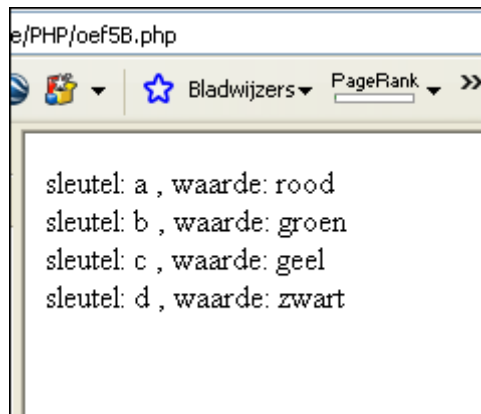 e/PHP/oef5B.php
Bladwijzers PageRank »
sleutel: a , waarde: rood
sleutel: b , waarde: groen
sleutel: c , waarde: geel
sleutel: d , waarde: zwart